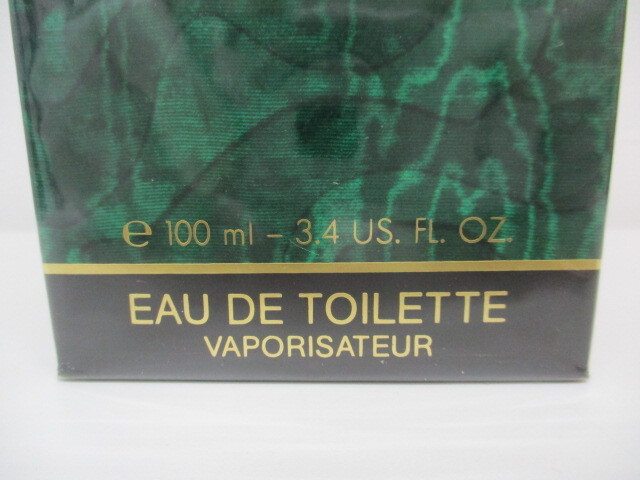 ℮ 100 ml – 3.4 US. FL. OZ.
EAU DE TOILETTE
VAPORISATEUR